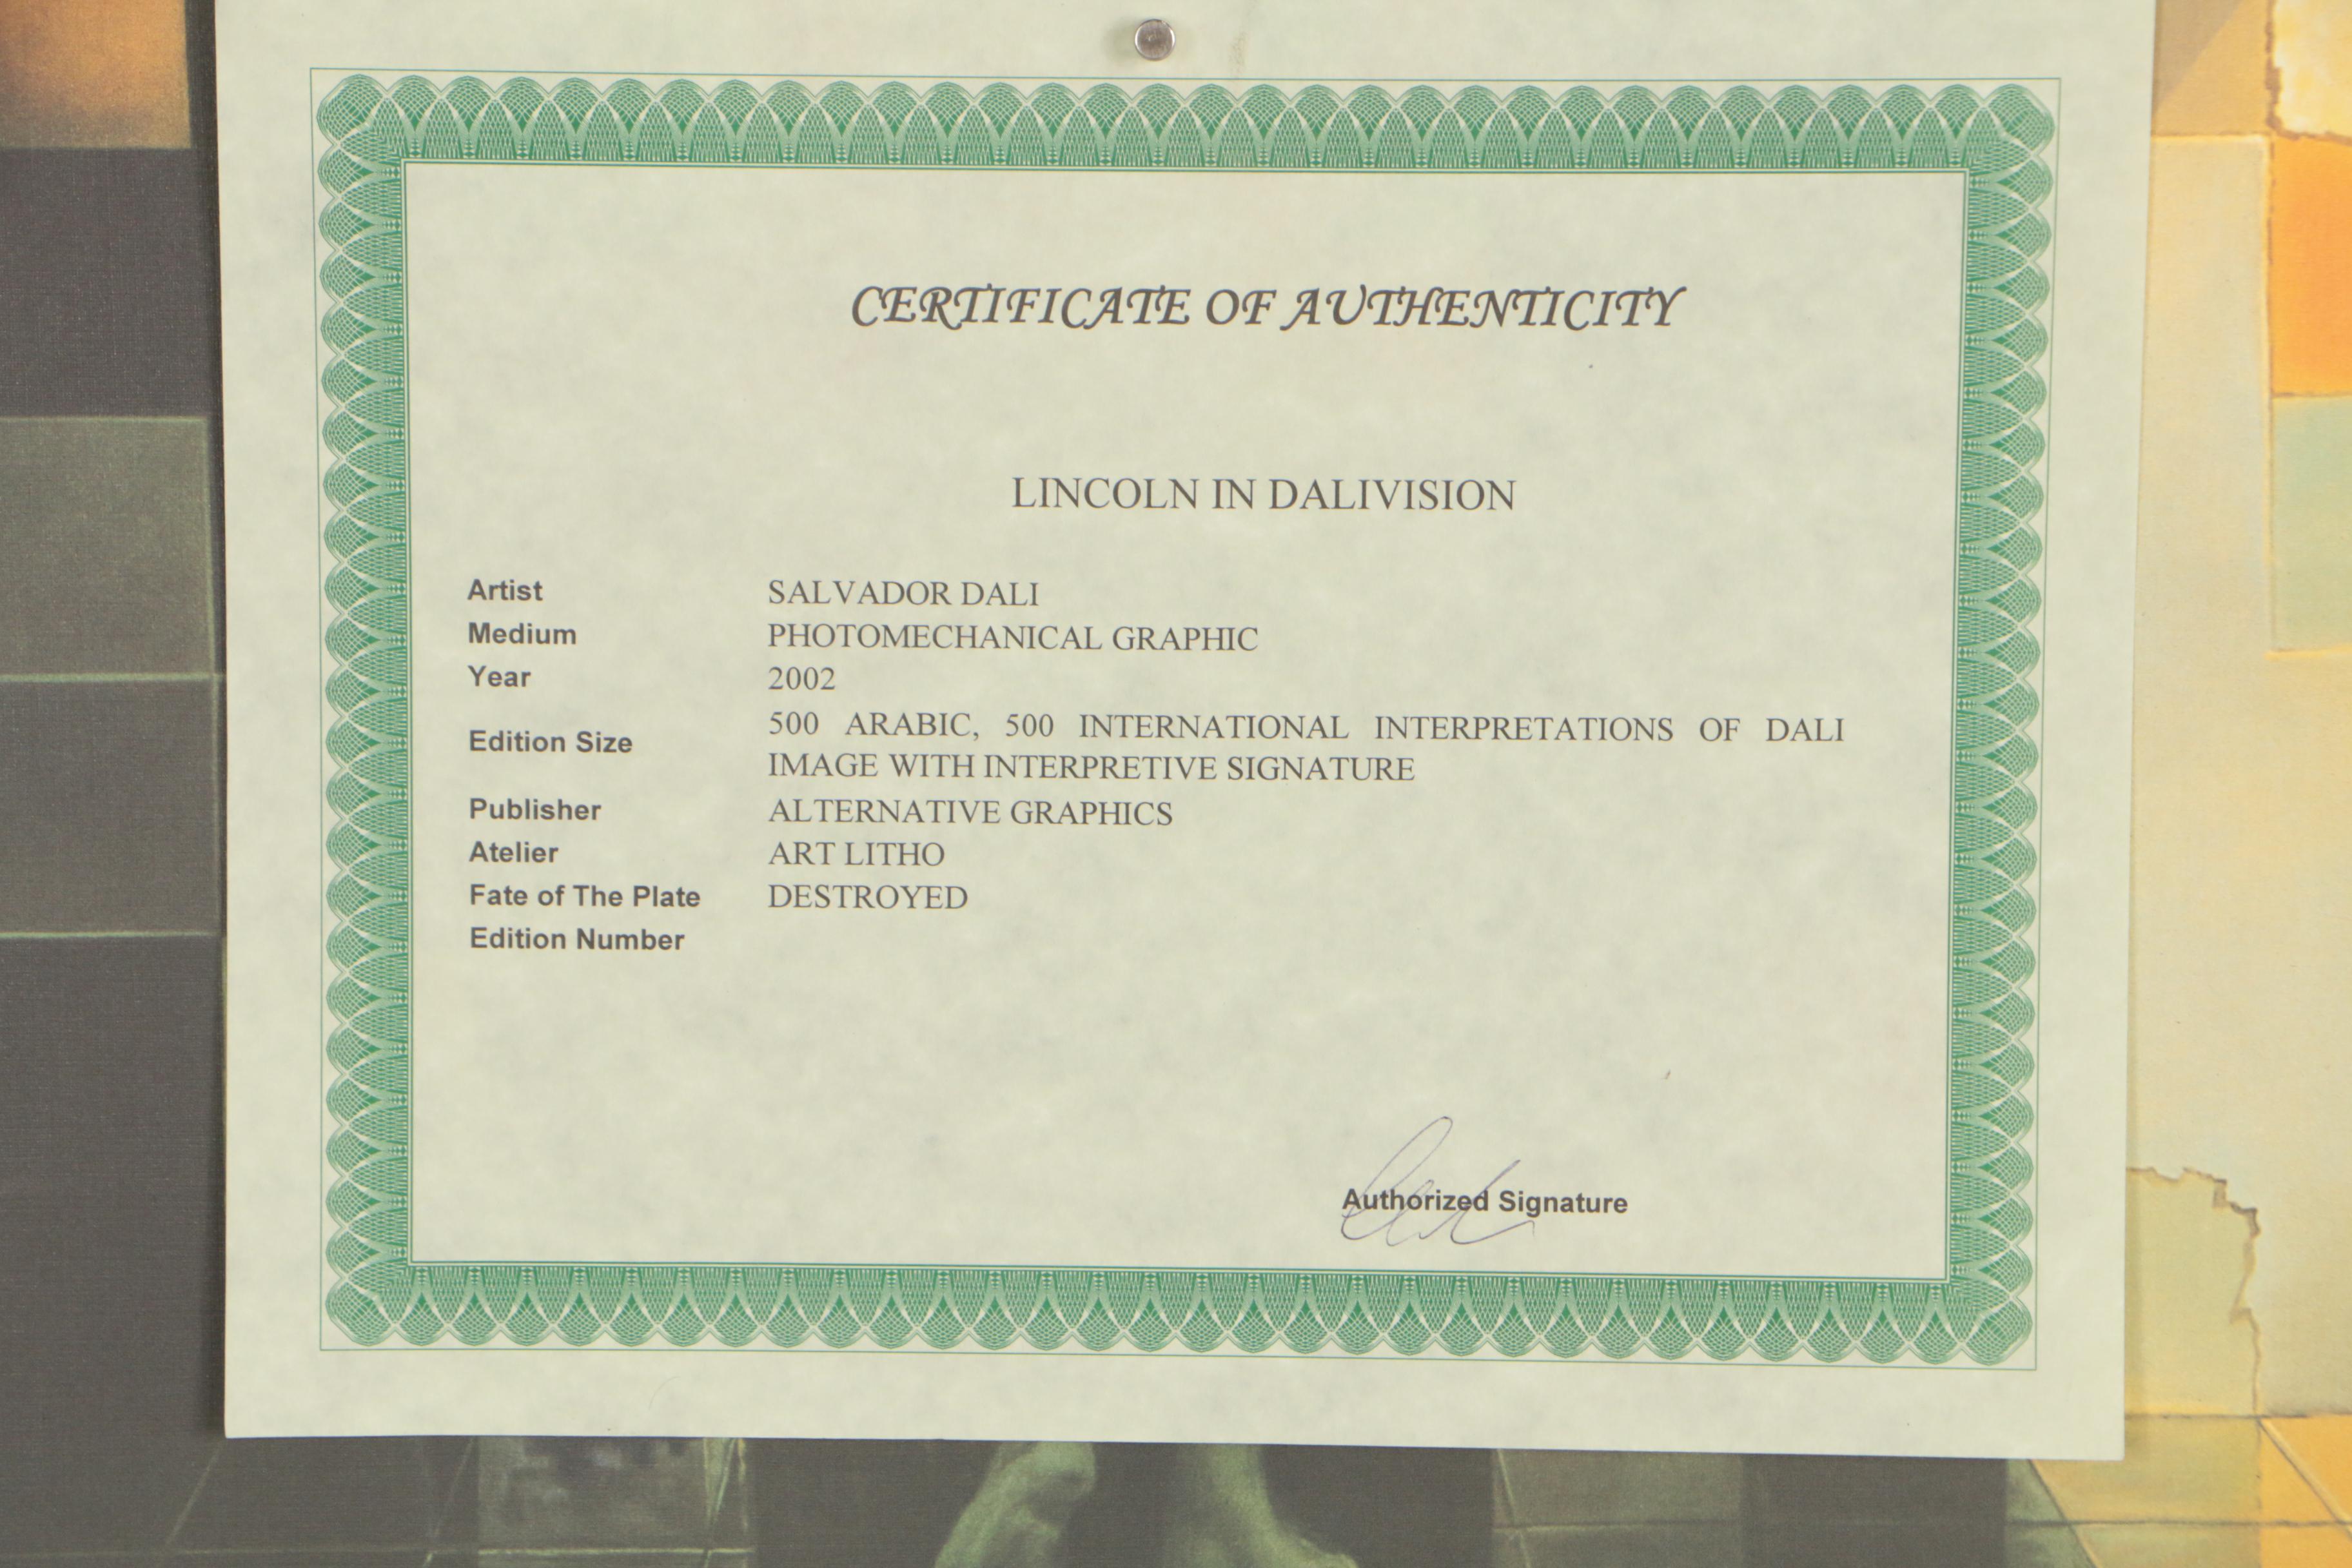 CERTIFICATE OF AUTHENTICITY
LINCOLN IN DALIVISION
Artist SALVADOR DALI
Medium PHOTOMECHANICAL GRAPHIC
Year 2002
Edition Size 500 ARABIC, 500 INTERNATIONAL INTERPRETATIONS OF DALI
IMAGE WITH INTERPRETIVE SIGNATURE
Publisher ALTERNATIVE GRAPHICS
Atelier ART LITHO
Fate of The Plate DESTROYED
Edition Number
Authorized Signature